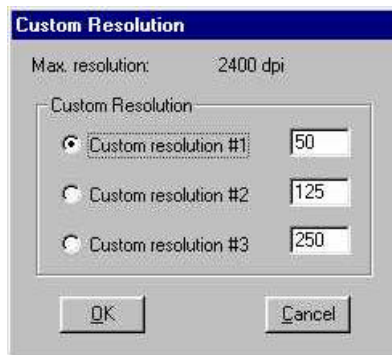 Custom Resolution
Max. resolution: 2400 dpi
Custom Resolution
Custom resolution #1 50
Custom resolution #2 125
Custom resolution #3 250
OK Cancel